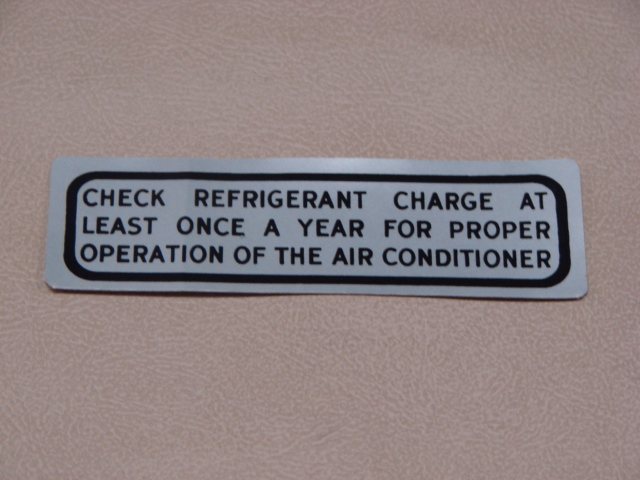 CHECK REFRIGERANT CHARGE AT
LEAST ONCE A YEAR FOR PROPER
OPERATION OF THE AIR CONDITIONER